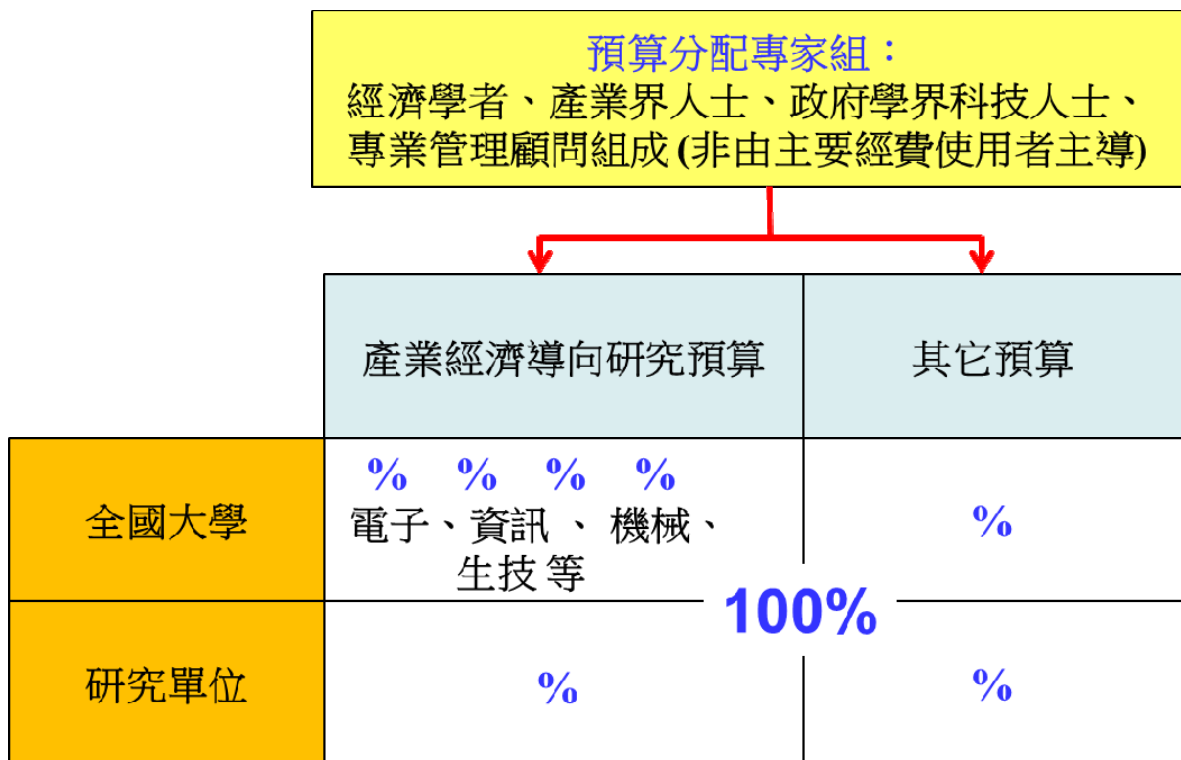 預算分配專家組：
經濟學者、產業界人士、政府學界科技人士、
專業管理顧問組成(非由主要經費使用者主導)
產業經濟導向研究預算
其它預算
全國大學
% % % %
電子、資訊、機械、
生技等
%
100%
研究單位
%
%